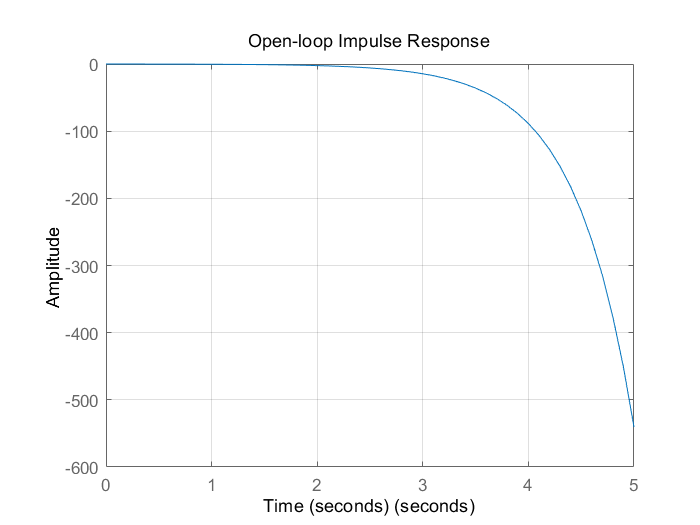 Open-loop Impulse Response
0
-100
-200
-300
-400
-500
-600
Amplitude
0 1 2 3 4 5
Time (seconds) (seconds)